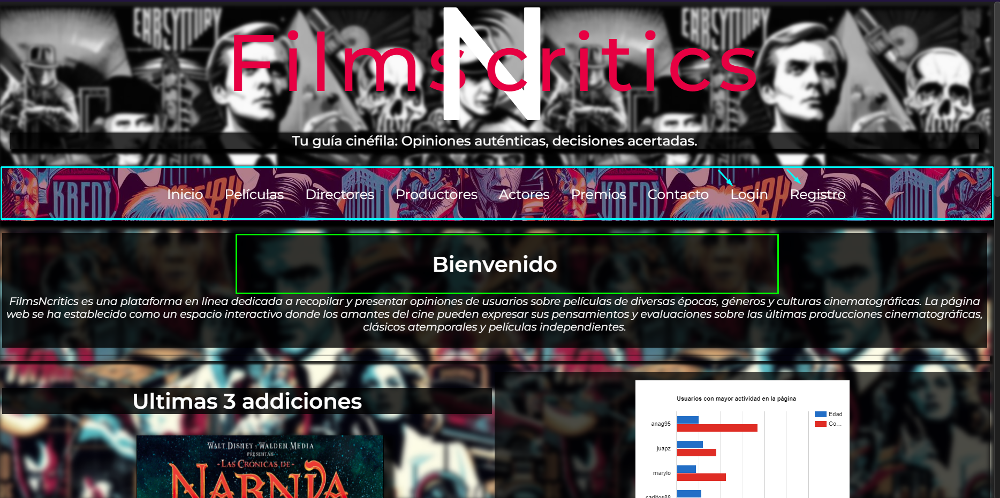 FilmsNcritics
Tu guía cinéfila: Opiniones auténticas, decisiones acertadas.
Inicio Películas Directores Productores Actores Premios Contacto Login Registro
Bienvenido
FilmsNcritics es una plataforma en línea dedicada a recopilar y presentar opiniones de usuarios sobre películas de diversas épocas, géneros y culturas cinematográficas. La página
web se ha establecido como un espacio interactivo donde los amantes del cine pueden expresar sus pensamientos y evaluaciones sobre las últimas producciones cinematográficas,
clásicos atemporales y películas independientes.
Ultimas 3 addiciones
WALT DISNEY Y WALDEN MEDIA
PRESENTAN
LAS CRÓNICAS DE
NARNIA
Usuarios con mayor actividad en la página
Edad
Co...
anag95
juapz
marylo
carlitos88